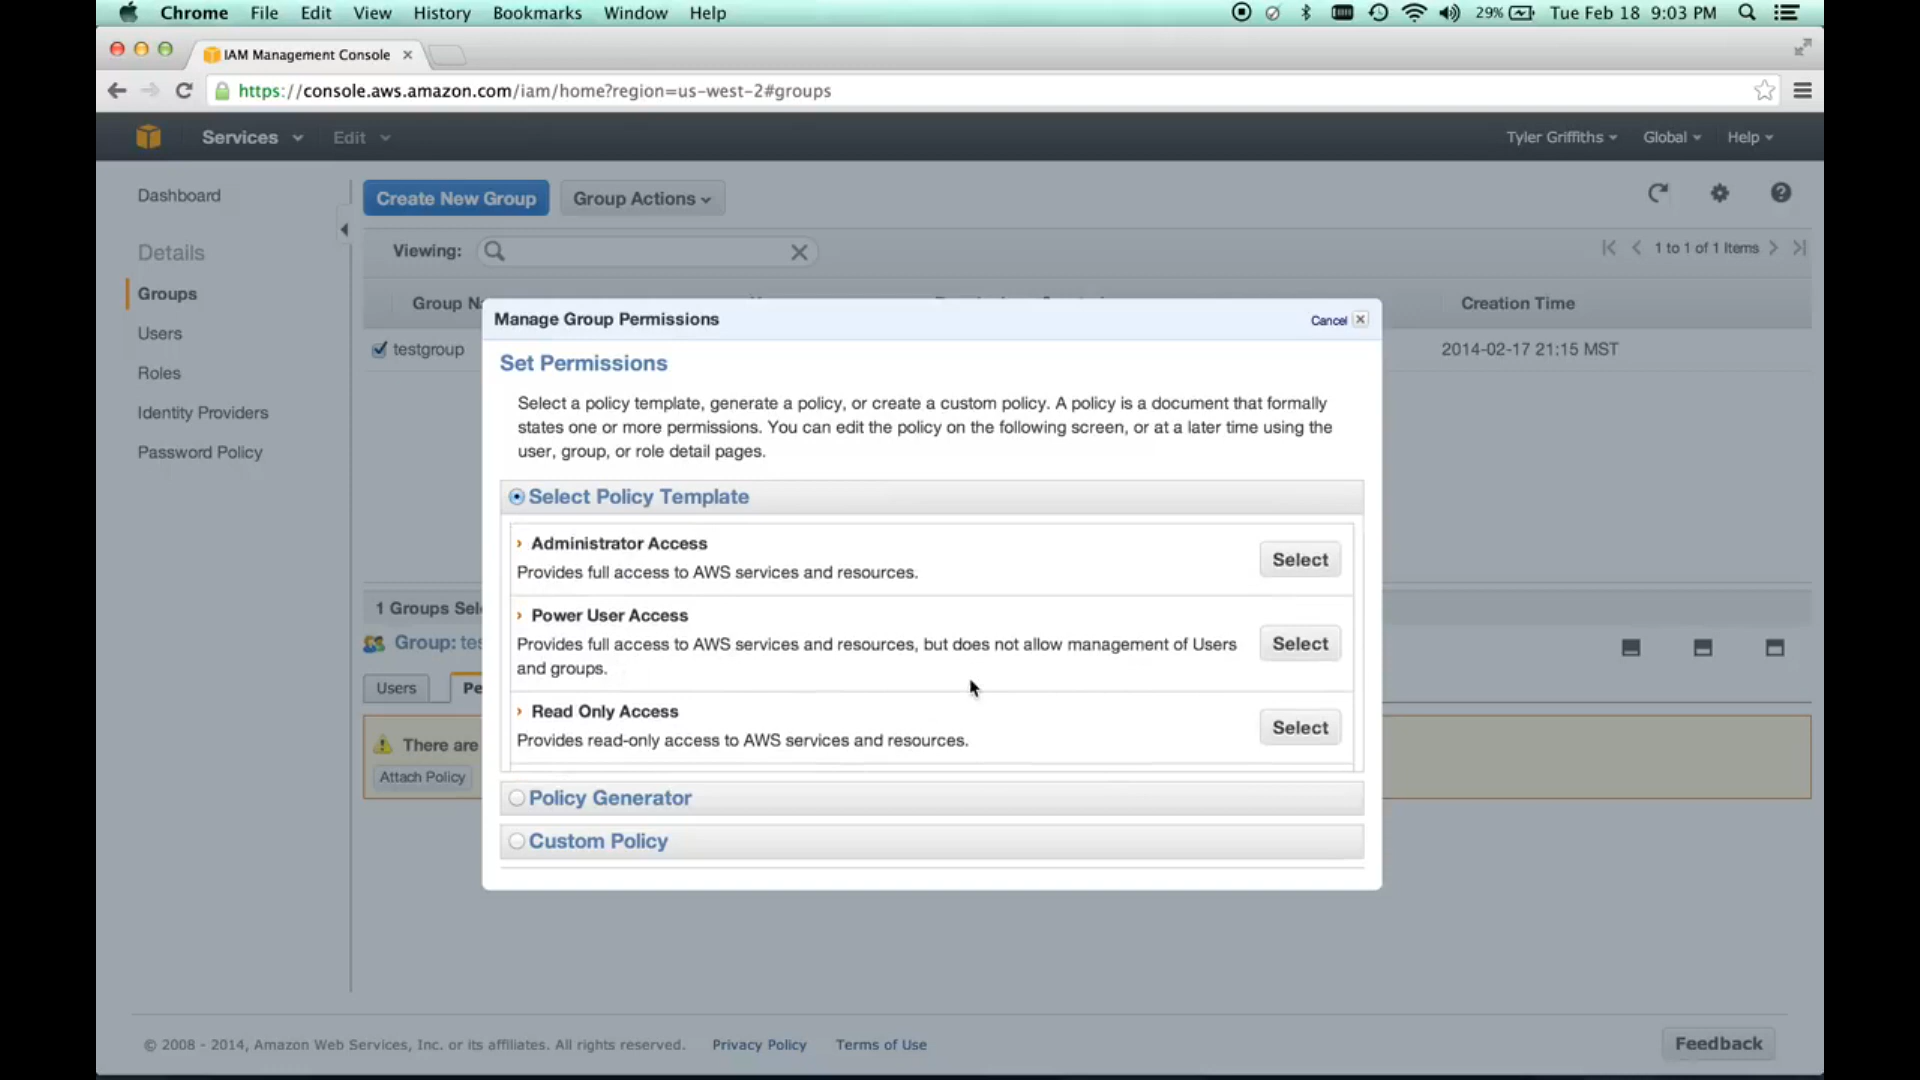 Chrome File Edit View History Bookmarks Window Help 29% Tue Feb 18 9:03 PM
IAM Management Console
https://console.aws.amazon.com/iam/home?region=us-west-2#groups
Services Edit Tyler Griffiths Global Help
Dashboard
Create New Group Group Actions
Details
Viewing: 1 to 1 of 1 Items
Groups
Group N Creation Time
Users
testgroup 2014-02-17 21:15 MST
Roles
Identity Providers
Password Policy
Manage Group Permissions Cancel
Set Permissions
Select a policy template, generate a policy, or create a custom policy. A policy is a document that formally
states one or more permissions. You can edit the policy on the following screen, or at a later time using the
user, group, or role detail pages.
Select Policy Template
Administrator Access
Provides full access to AWS services and resources.
Select
Power User Access
Provides full access to AWS services and resources, but does not allow management of Users
and groups.
Select
Read Only Access
Provides read-only access to AWS services and resources.
Select
Policy Generator
Custom Policy
1 Groups Sel
Group: tes
Users Pe
There are
Attach Policy
© 2008 - 2014, Amazon Web Services, Inc. or its affiliates. All rights reserved. Privacy Policy Terms of Use
Feedback